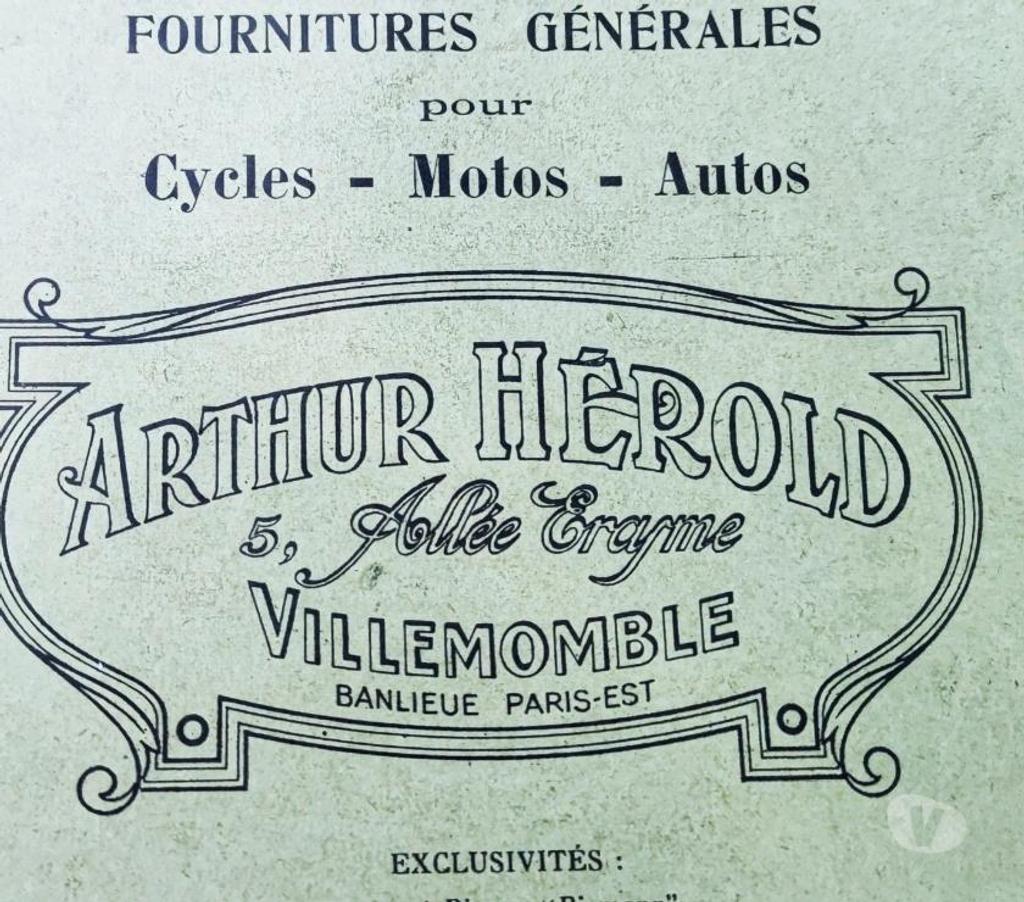 FOURNITURES GÉNÉRALES
pour
Cycles - Motos - Autos
ARTHUR HÉROLD
5, Allée Erasme
VILLEMOMBLE
BANLIEUE PARIS-EST
EXCLUSIVITÉS :
V